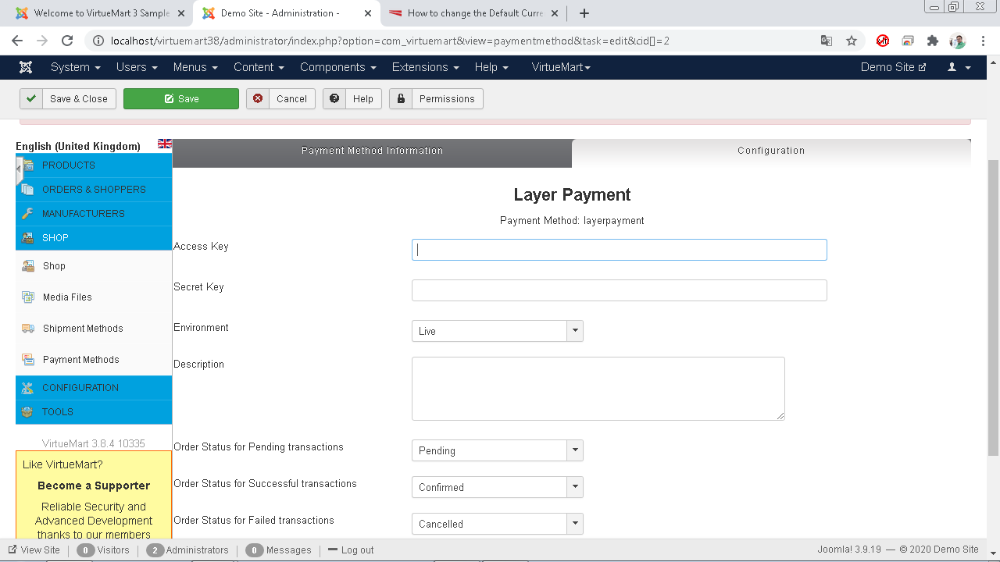 Welcome to VirtueMart 3 Sample
Demo Site - Administration -
How to change the Default Curre
localhost/virtuemart38/administrator/index.php?option=com_virtuemart&view=paymentmethod&task=edit&cid[]=2
System Users Menus Content Components Extensions Help VirtueMart Demo Site
Save & Close Save Cancel Help Permissions
English (United Kingdom)
Payment Method Information
Configuration
PRODUCTS
ORDERS & SHOPPERS
MANUFACTURERS
SHOP
Shop
Media Files
Shipment Methods
Payment Methods
CONFIGURATION
TOOLS
VirtueMart 3.8.4 10335
Like VirtueMart?
Become a Supporter
Reliable Security and
Advanced Development
thanks to our members
Layer Payment
Payment Method: layerpayment
Access Key
Secret Key
Environment Live
Description
Order Status for Pending transactions Pending
Order Status for Successful transactions Confirmed
Order Status for Failed transactions Cancelled
View Site 0 Visitors 2 Administrators 0 Messages Log out
Joomla! 3.9.19 — © 2020 Demo Site